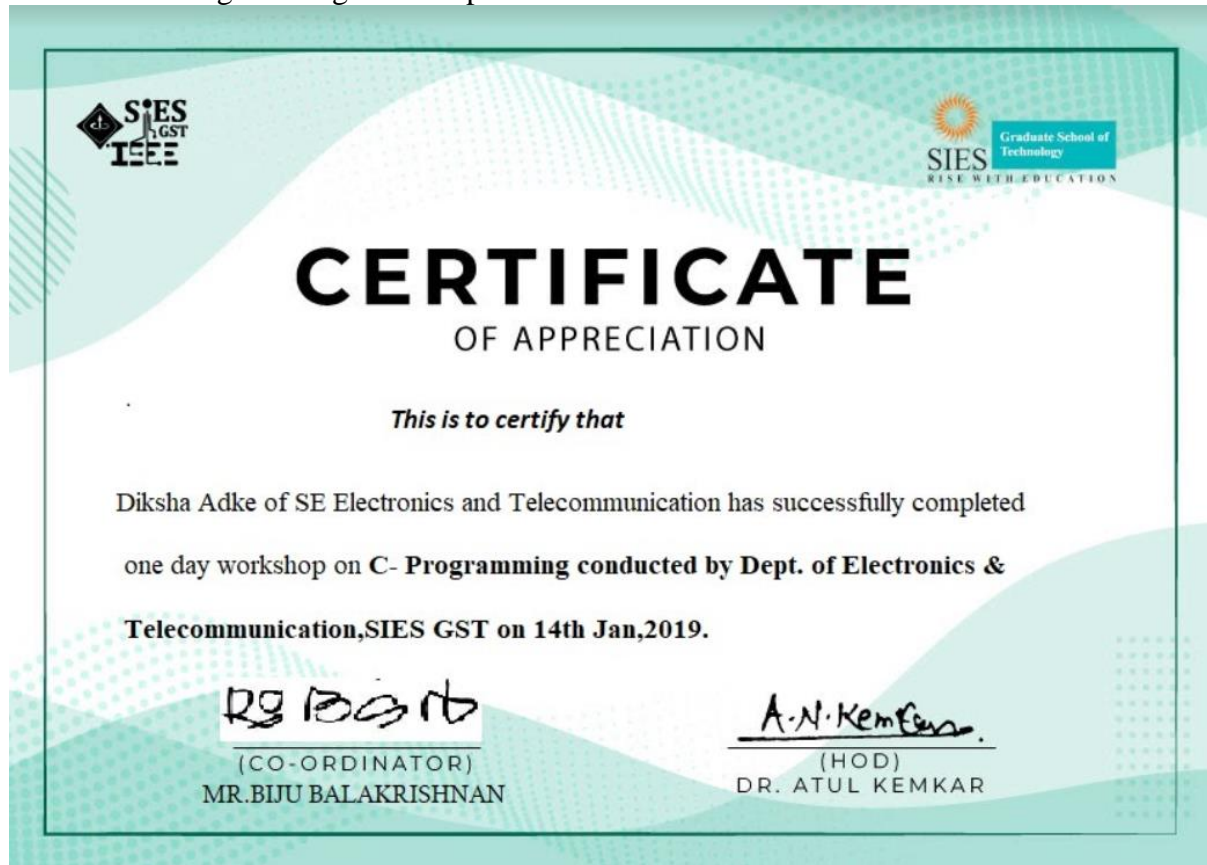 SIES
GST
IEEE
SIES
Graduate School of
Technology
RISE WITH EDUCATION
CERTIFICATE
OF APPRECIATION
This is to certify that
Diksha Adke of SE Electronics and Telecommunication has successfully completed
one day workshop on C- Programming conducted by Dept. of Electronics &
Telecommunication,SIES GST on 14th Jan,2019.
A.N.Kemkar
(CO-ORDINATOR)
MR.BIJU BALAKRISHNAN
(HOD)
DR. ATUL KEMKAR